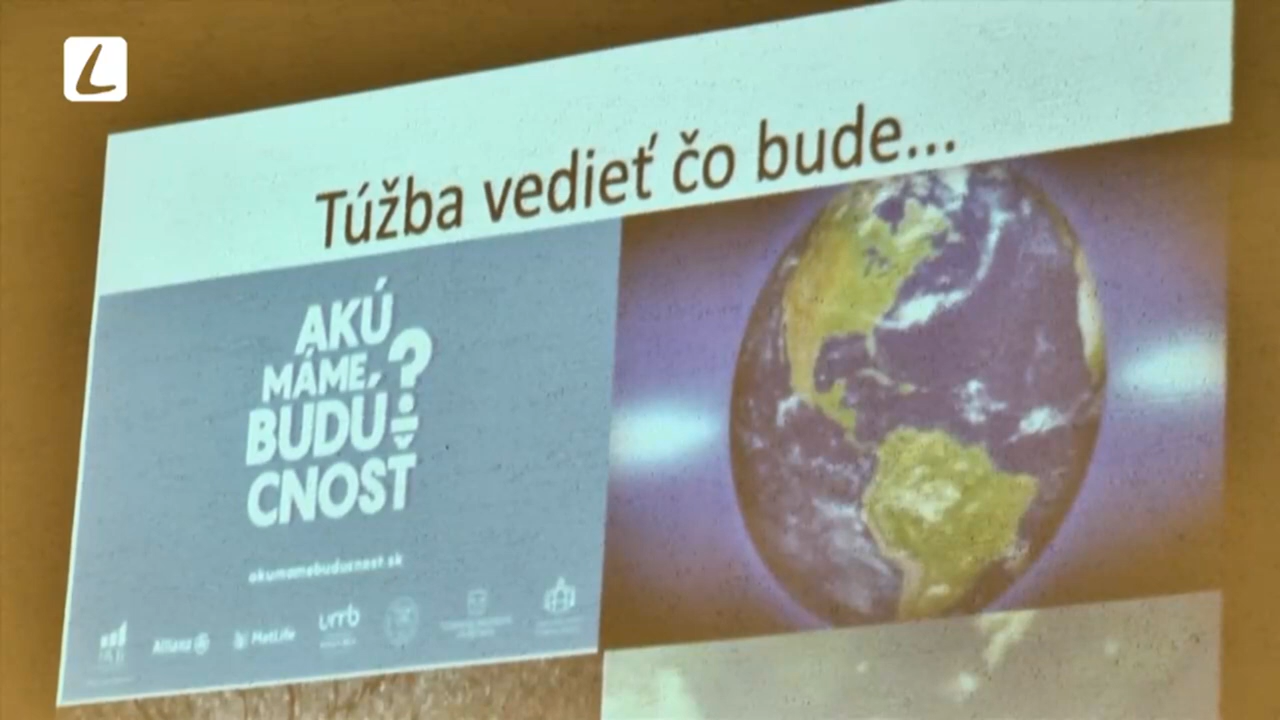 L
Túžba vedieť čo bude...
AKÚ
MÁME,?
BUDÚ
CNOSŤ
akumamebuducnost.sk
Allianz
MetLife